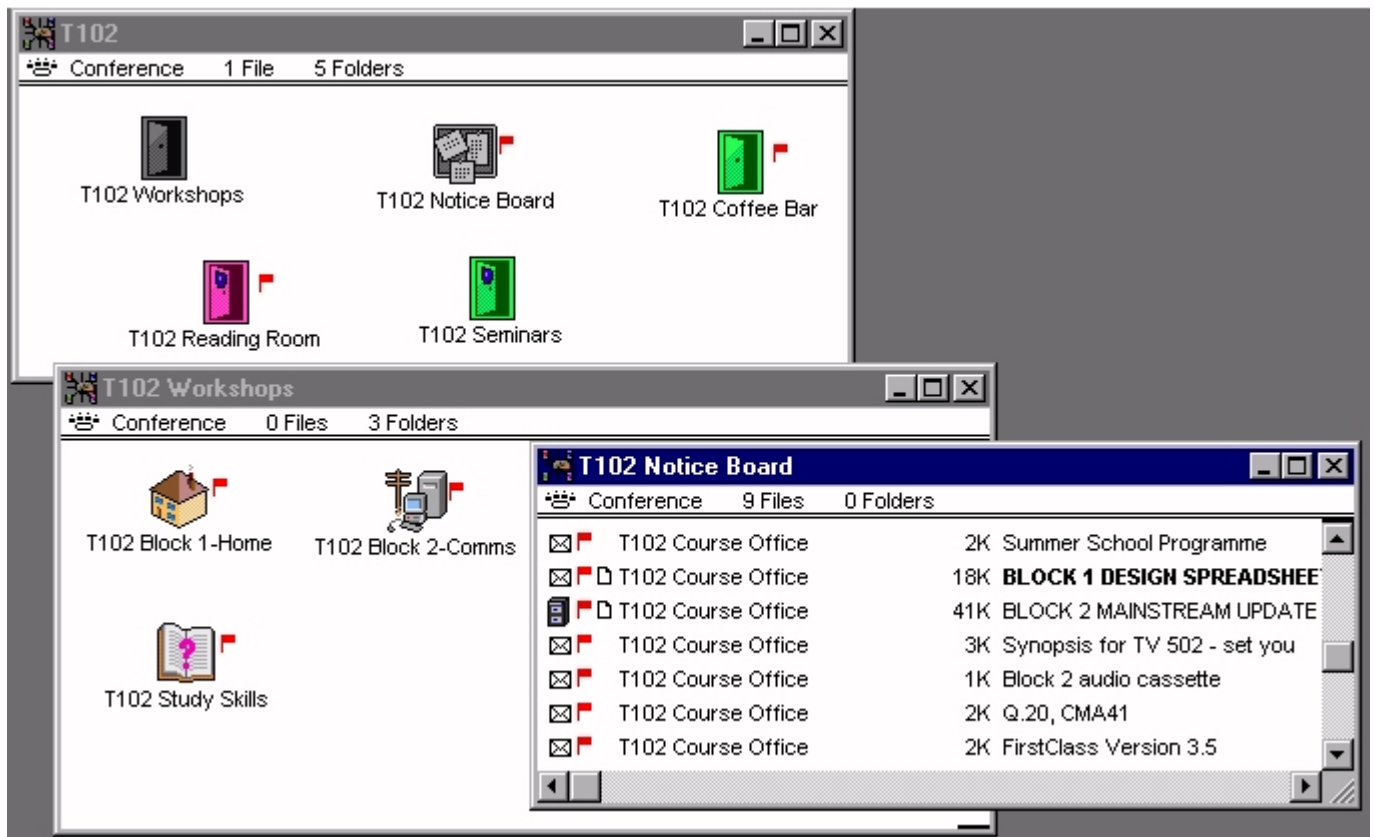 T102
Conference 1 File 5 Folders
T102 Workshops
T102 Notice Board
T102 Coffee Bar
T102 Reading Room
T102 Seminars
T102 Workshops
Conference 0 Files 3 Folders
T102 Block 1-Home
T102 Block 2-Comms
T102 Study Skills
T102 Notice Board
Conference 9 Files 0 Folders
T102 Course Office 2K Summer School Programme
T102 Course Office 18K BLOCK 1 DESIGN SPREADSHEE
T102 Course Office 41K BLOCK 2 MAINSTREAM UPDATE
T102 Course Office 3K Synopsis for TV 502 - set you
T102 Course Office 1K Block 2 audio cassette
T102 Course Office 2K Q.20, CMA41
T102 Course Office 2K FirstClass Version 3.5